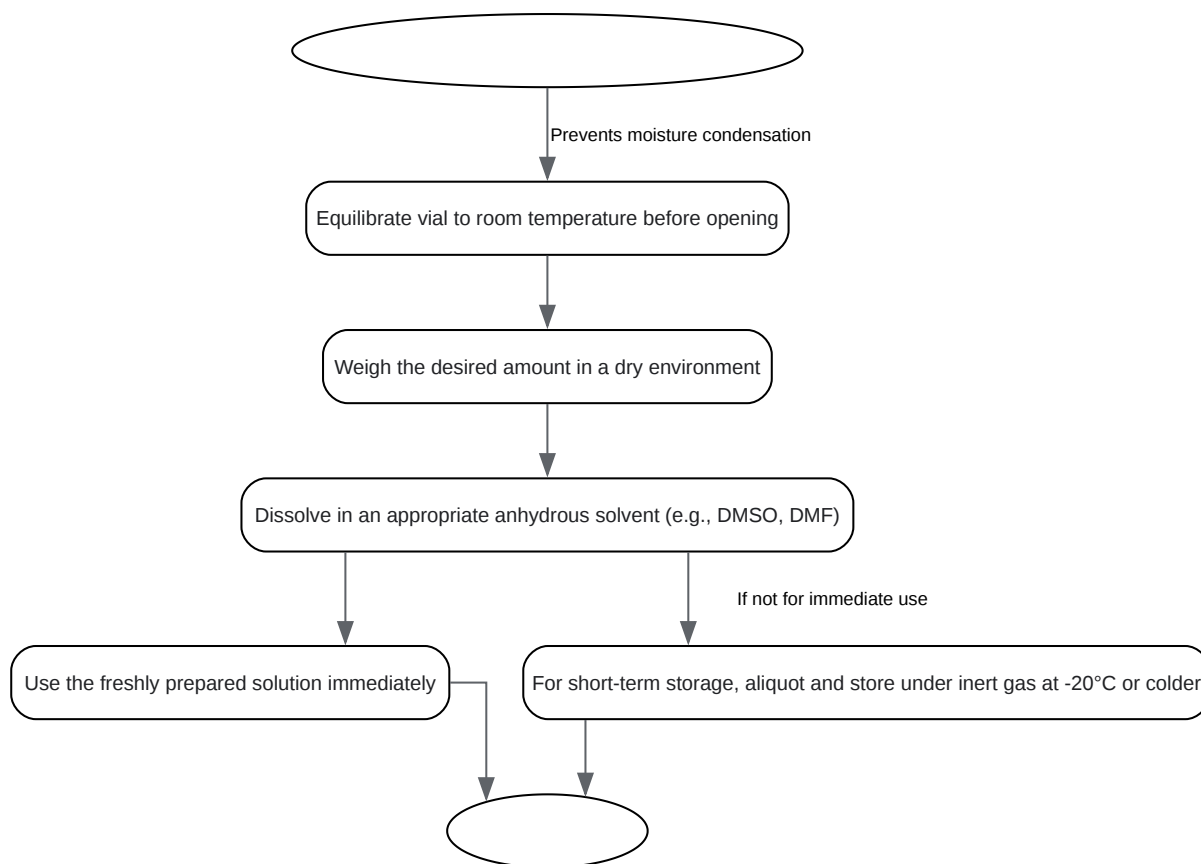 Prevents moisture condensation
Equilibrate vial to room temperature before opening
Weigh the desired amount in a dry environment
Dissolve in an appropriate anhydrous solvent (e.g., DMSO, DMF)
If not for immediate use
Use the freshly prepared solution immediately
For short-term storage, aliquot and store under inert gas at -20°C or colder